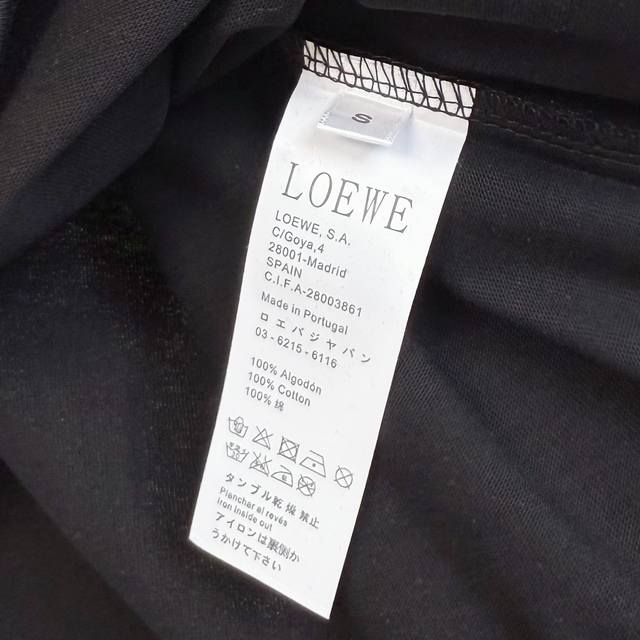 S
LOEWE
LOEWE, S.A.
C/Goya,4
28001-Madrid
SPAIN
C.I.F.A-28003861
Made in Portugal
ロエバジャパン
03-6215-6116
100% Algodón
100% Cotton
100% 綿
タンブル乾燥禁止
Planchar al revés
Iron inside out
アイロンは裏側か
らかけて下さい